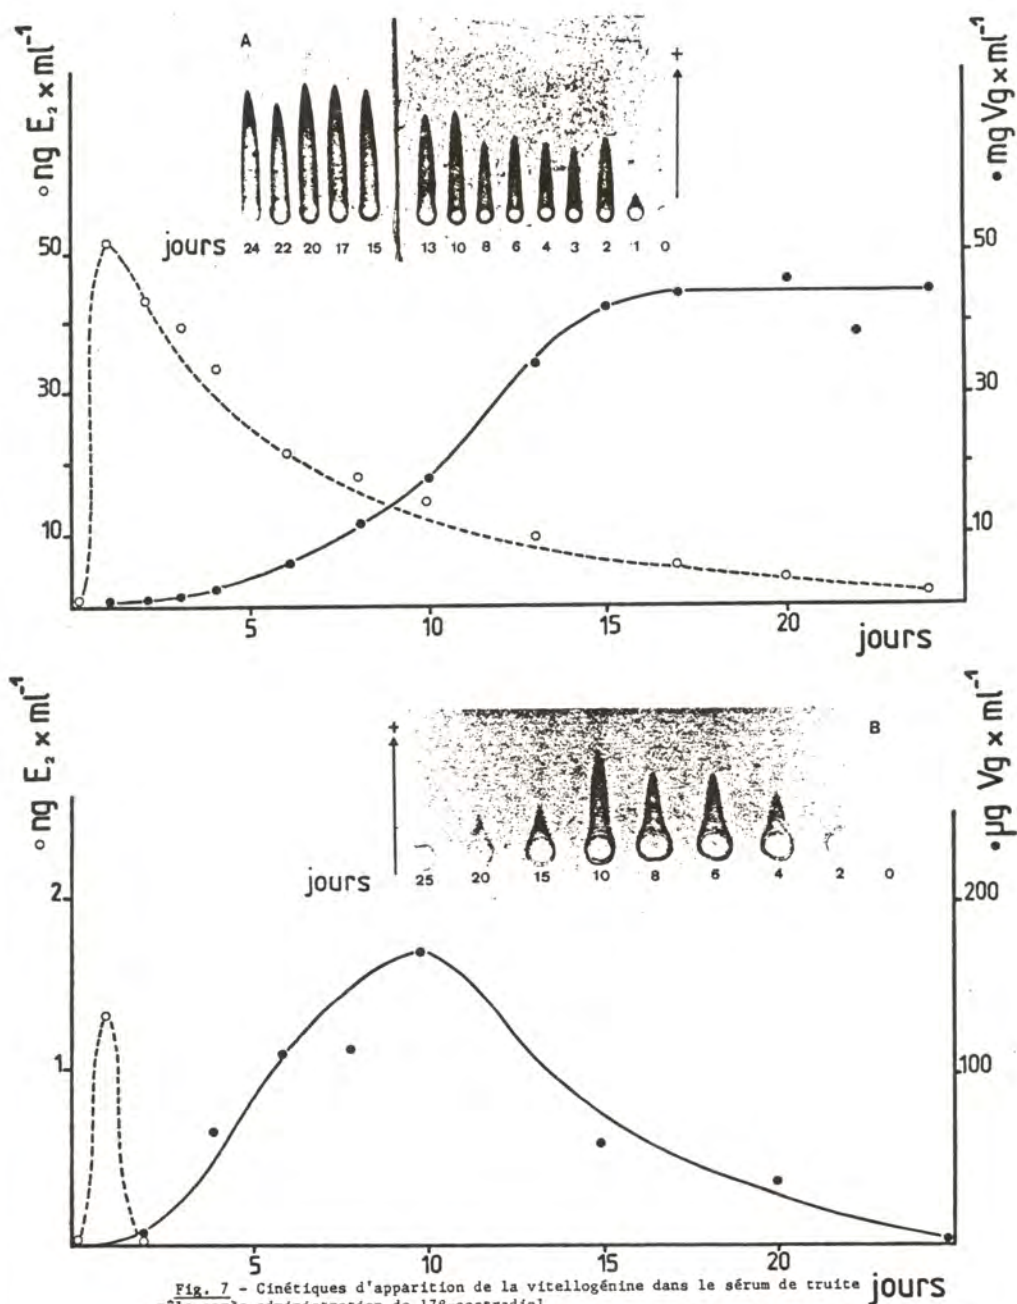 A
+
jours 24 22 20 17 15 13 10 8 6 4 3 2 1 0
○ ng E₂ × ml⁻¹
• mg Vg × ml⁻¹
50
30
10
50
30
10
5 10 15 20
jours
+
B
jours 25 20 15 10 8 6 4 2 0
○ ng E₂ × ml⁻¹
• µg Vg × ml⁻¹
2
1
200
100
5 10 15 20
jours
Fig. 7 - Cinétiques d'apparition de la vitellogénine dans le sérum de truite